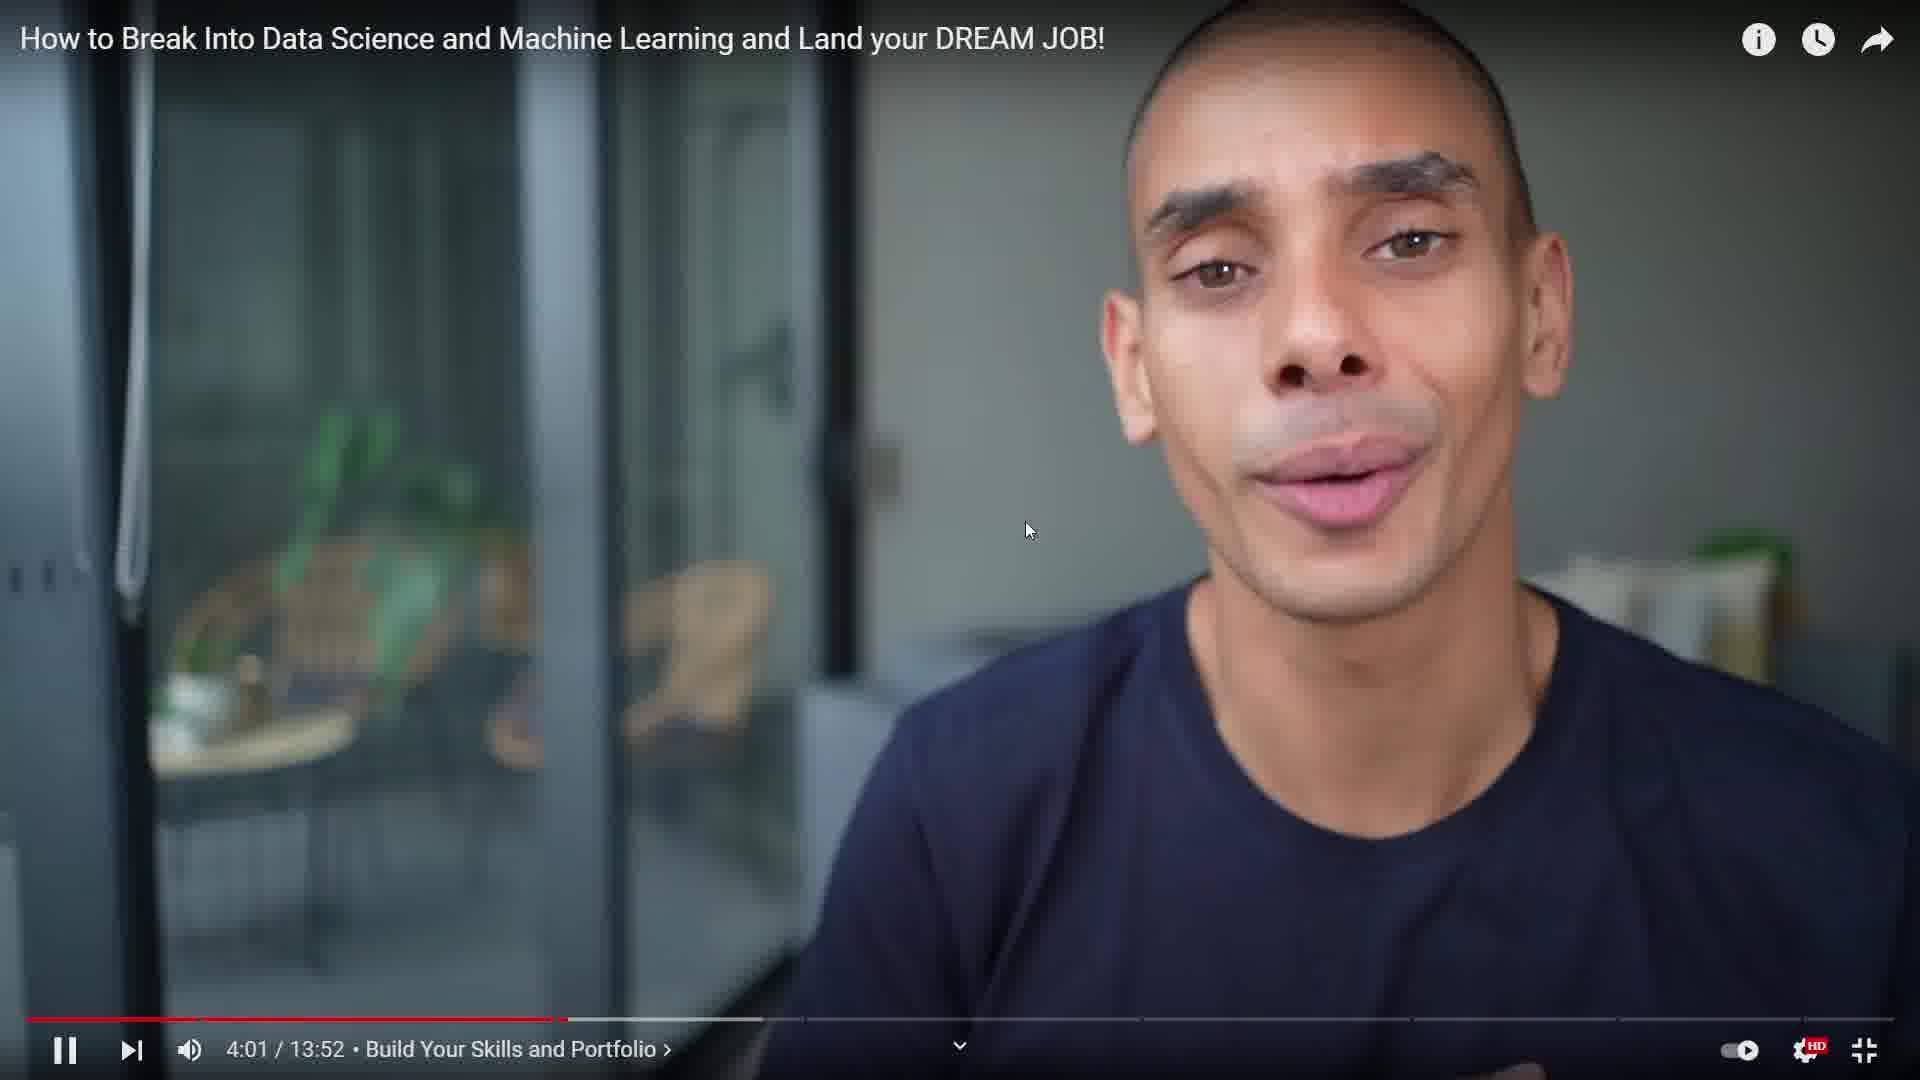 How to Break Into Data Science and Machine Learning and Land your DREAM JOB!
4:01 / 13:52 • Build Your Skills and Portfolio
HD